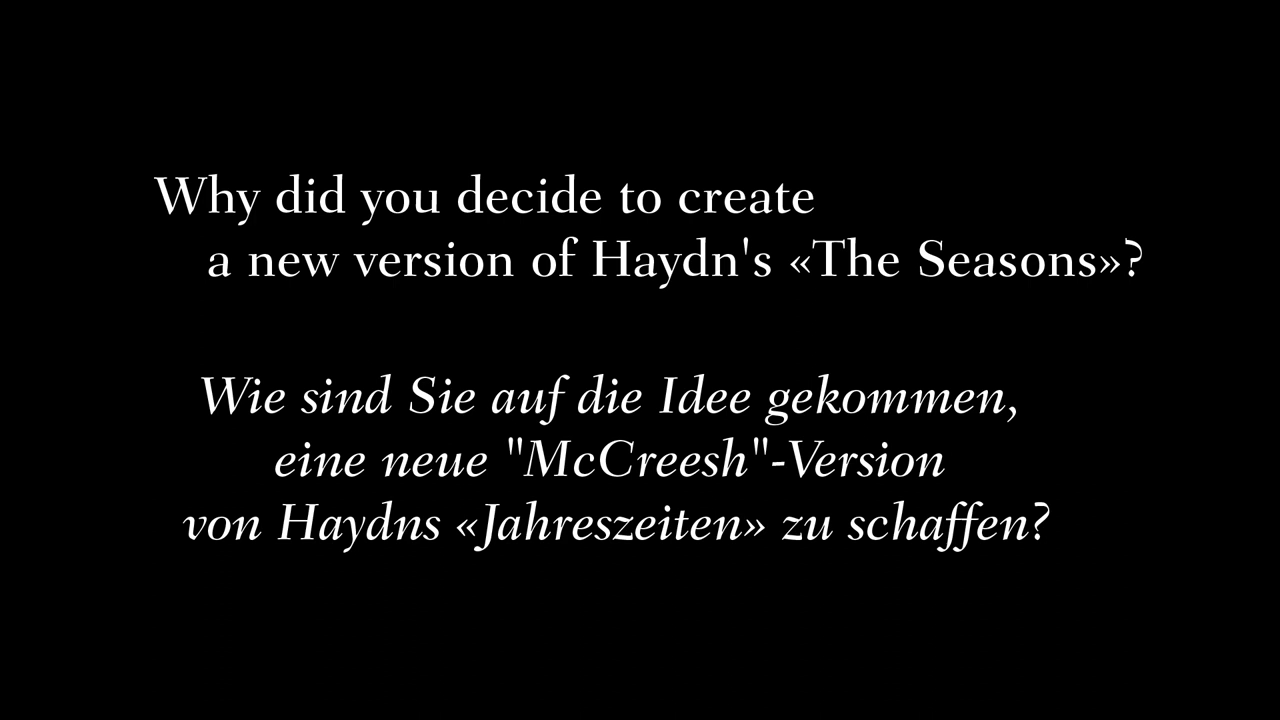 Why did you decide to create
a new version of Haydn's «The Seasons»?
Wie sind Sie auf die Idee gekommen,
eine neue "McCreesh"-Version
von Haydns «Jahreszeiten» zu schaffen?